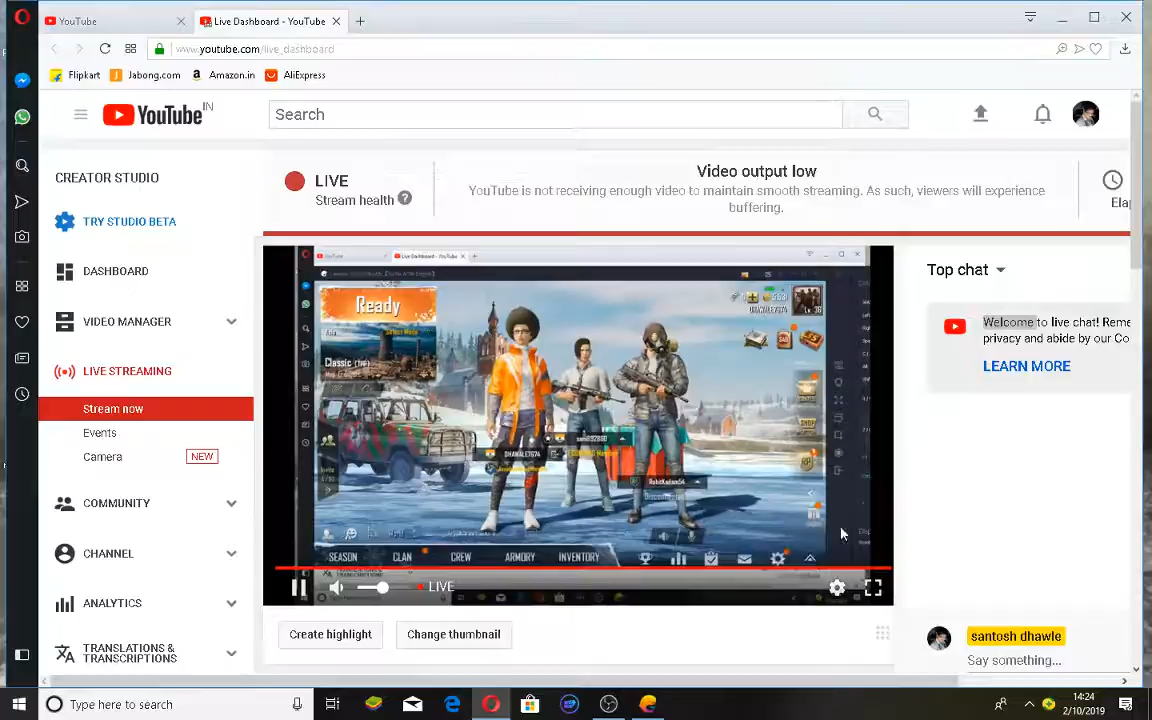 YouTube
Live Dashboard - YouTube
www.youtube.com/live_dashboard
Flipkart
Jabong.com
Amazon.in
AliExpress
YouTube IN
Search
CREATOR STUDIO
TRY STUDIO BETA
DASHBOARD
VIDEO MANAGER
LIVE STREAMING
Stream now
Events
Camera
NEW
COMMUNITY
CHANNEL
ANALYTICS
TRANSLATIONS &
TRANSCRIPTIONS
LIVE
Stream health ?
Video output low
YouTube is not receiving enough video to maintain smooth streaming. As such, viewers will experience
buffering.
Live Dashboard - YouTube
Ready
Classic
DHAWALE7674
RohitKadam54
SEASON
CLAN
CREW
ARMORY
INVENTORY
LIVE
Create highlight
Change thumbnail
Top chat
Welcome to live chat! Reme
privacy and abide by our Co
LEARN MORE
santosh dhawle
Say something...
Type here to search
14:24
2/10/2019